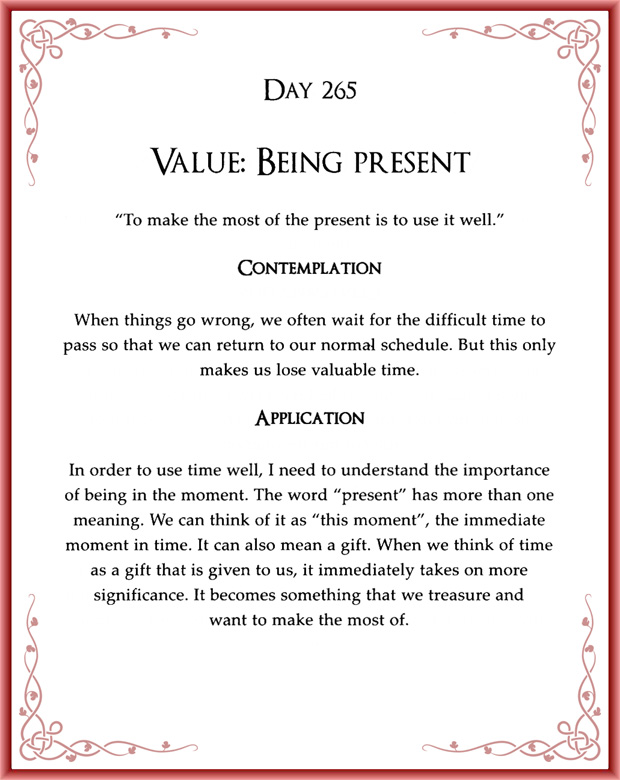 Day 265
Value: Being present
“To make the most of the present is to use it well.”
Contemplation
When things go wrong, we often wait for the difficult time to
pass so that we can return to our normal schedule. But this only
makes us lose valuable time.
Application
In order to use time well, I need to understand the importance
of being in the moment. The word “present” has more than one
meaning. We can think of it as “this moment”, the immediate
moment in time. It can also mean a gift. When we think of time
as a gift that is given to us, it immediately takes on more
significance. It becomes something that we treasure and
want to make the most of.